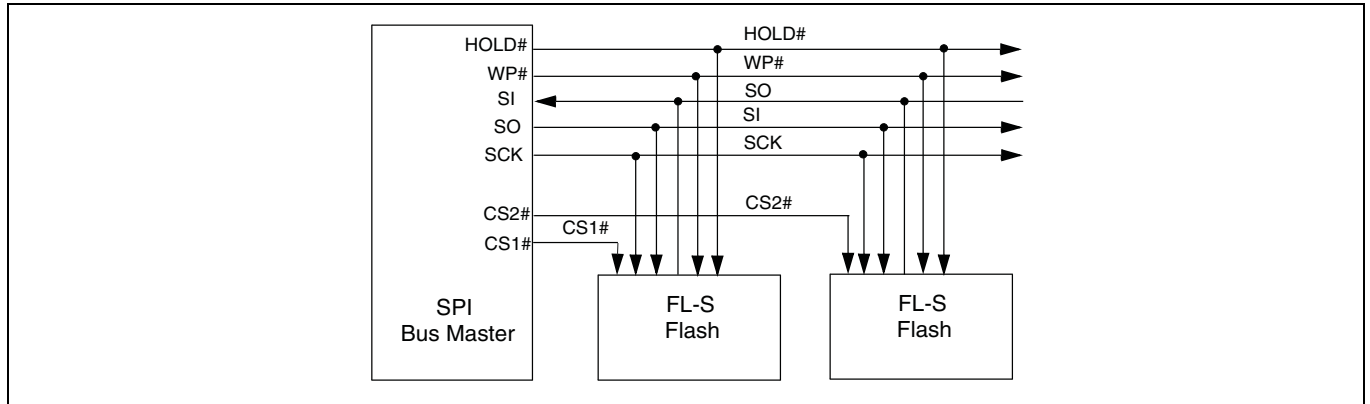 HOLD# HOLD#
WP# WP#
SI SO
SO SI
SCK SCK
CS2# CS2#
CS1# CS1#
SPI
Bus Master
FL-S
Flash
FL-S
Flash